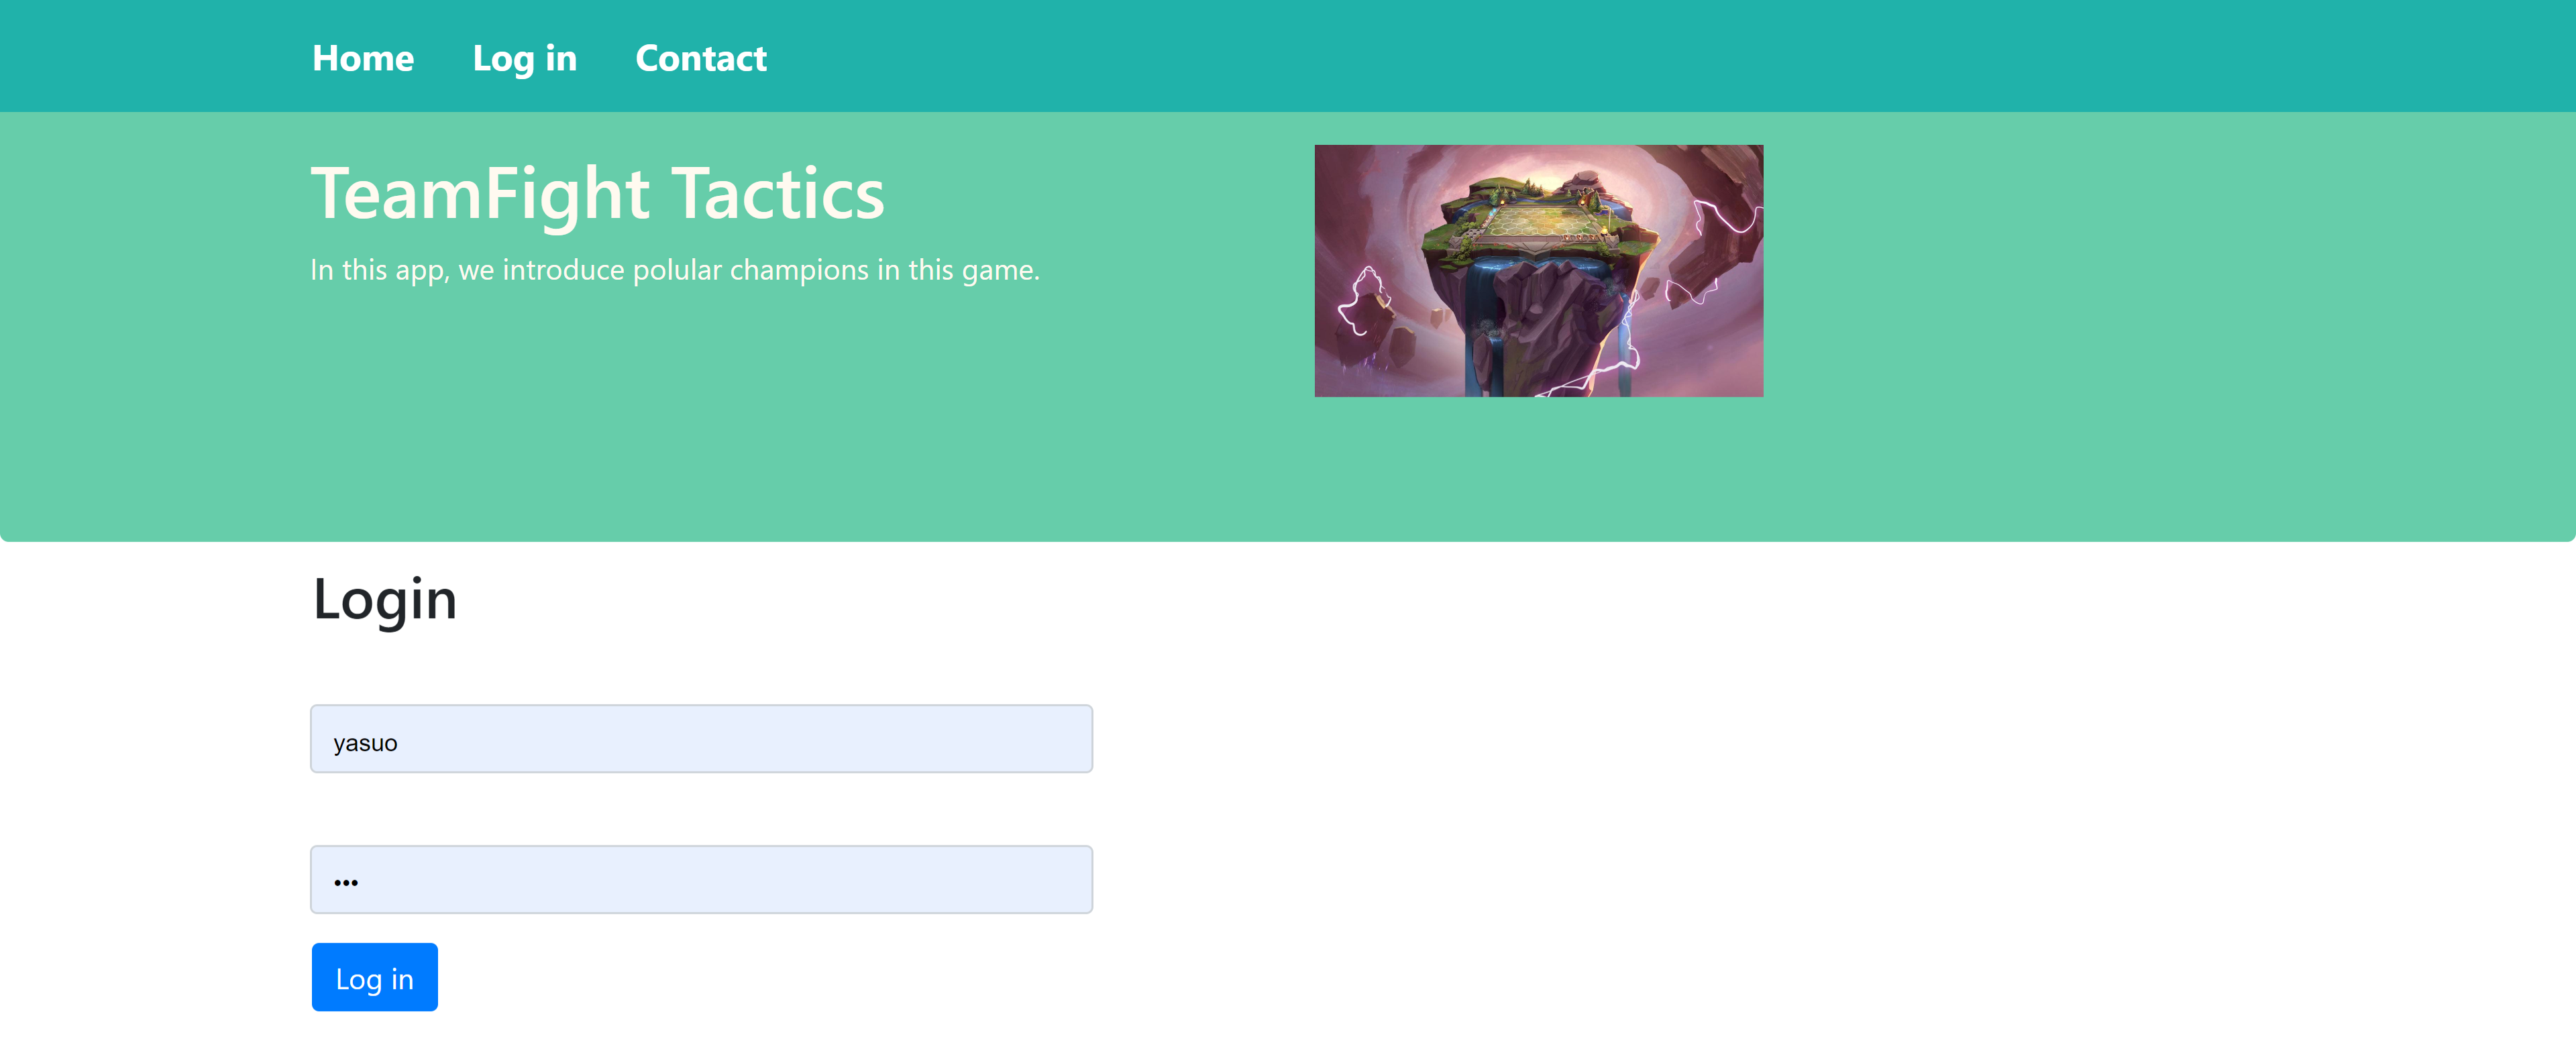 Home Log in Contact
TeamFight Tactics
In this app, we introduce polular champions in this game.
Login
yasuo
•••
Log in